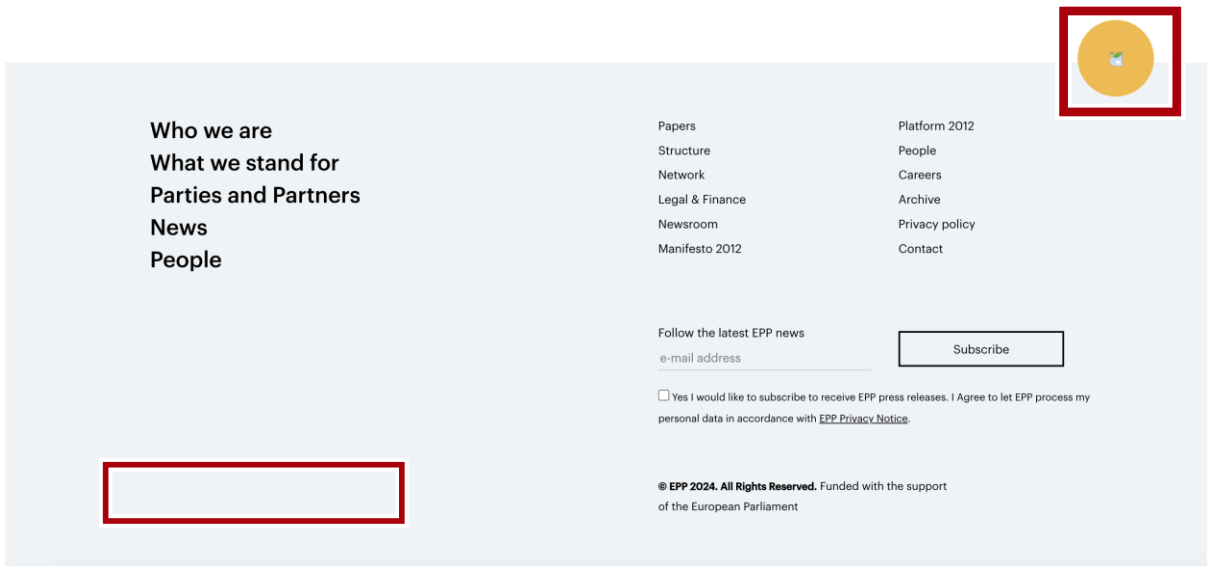 Who we are
What we stand for
Parties and Partners
News
People
Papers
Structure
Network
Legal & Finance
Newsroom
Manifesto 2012
Platform 2012
People
Careers
Archive
Privacy policy
Contact
Follow the latest EPP news
e-mail address
Subscribe
Yes I would like to subscribe to receive EPP press releases. I Agree to let EPP process my
personal data in accordance with EPP Privacy Notice.
© EPP 2024. All Rights Reserved. Funded with the support
of the European Parliament